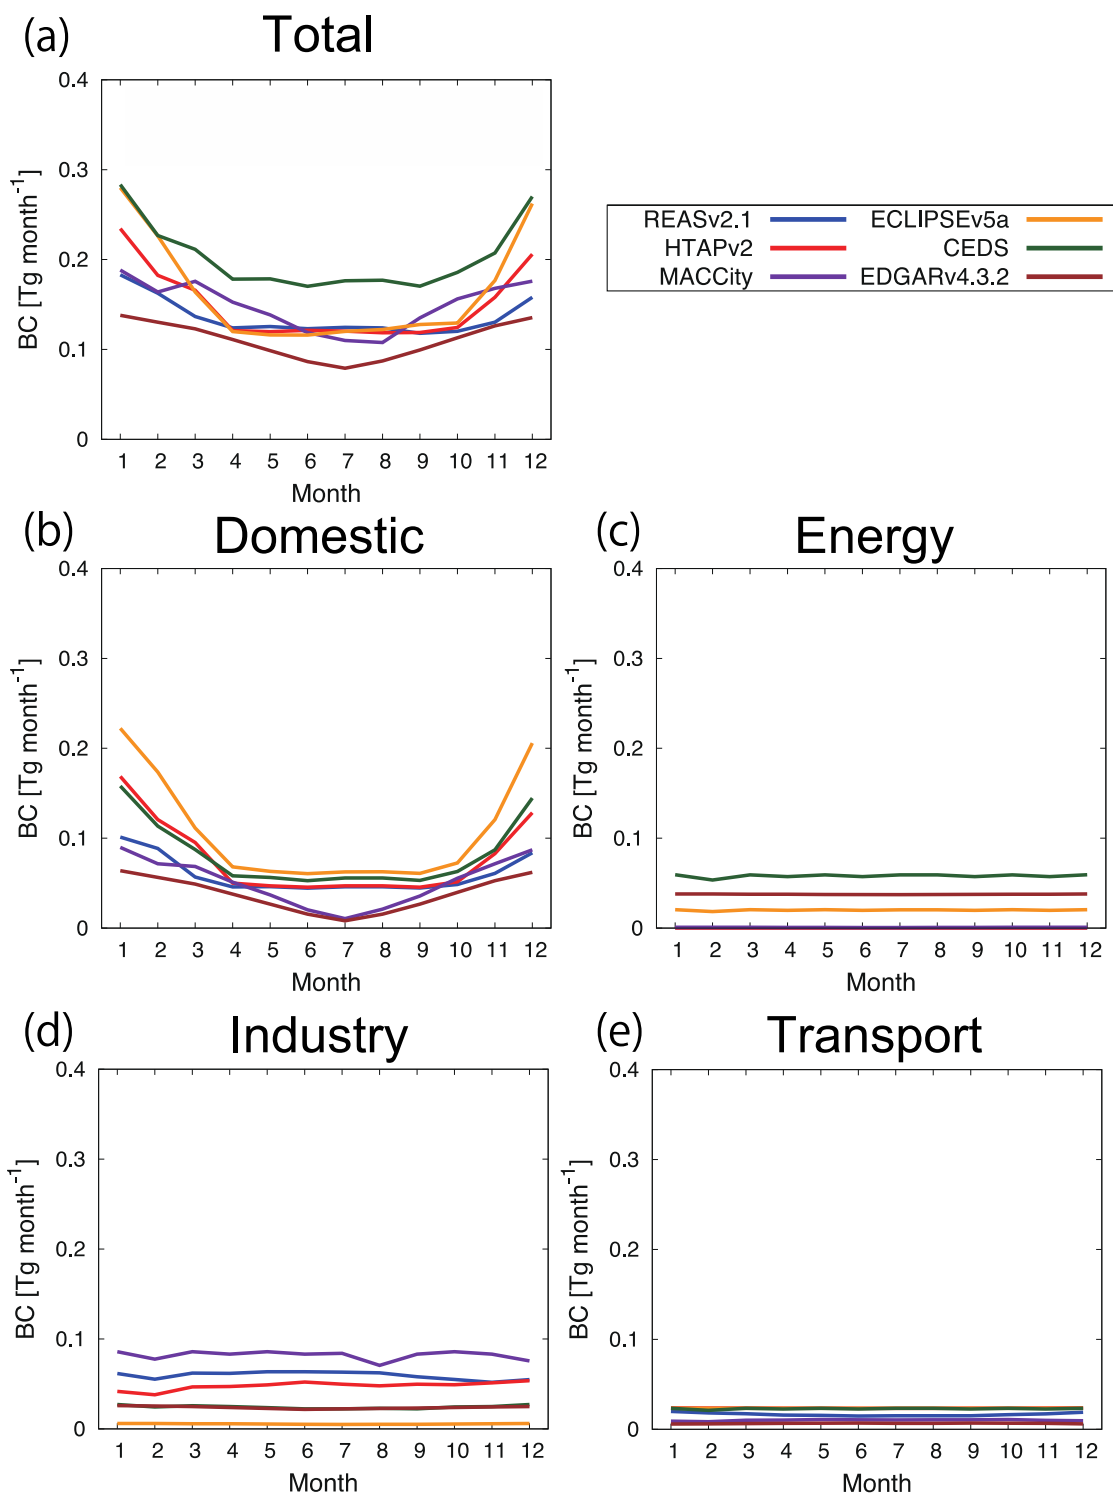 (a) Total
0.4
0.3
0.2
0.1
0
BC [Tg month⁻¹]
1 2 3 4 5 6 7 8 9 10 11 12
Month
REASv2.1 ECLIPSEv5a
HTAPv2 CEDS
MACCity EDGARv4.3.2
(b) Domestic
0.4
0.3
0.2
0.1
0
BC [Tg month⁻¹]
1 2 3 4 5 6 7 8 9 10 11 12
Month
(c) Energy
0.4
0.3
0.2
0.1
0
BC [Tg month⁻¹]
1 2 3 4 5 6 7 8 9 10 11 12
Month
(d) Industry
0.4
0.3
0.2
0.1
0
BC [Tg month⁻¹]
1 2 3 4 5 6 7 8 9 10 11 12
Month
(e) Transport
0.4
0.3
0.2
0.1
0
BC [Tg month⁻¹]
1 2 3 4 5 6 7 8 9 10 11 12
Month